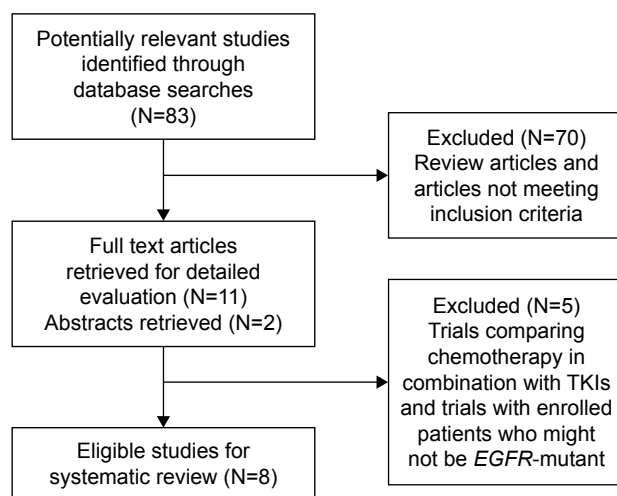 Potentially relevant studies
identified through
database searches
(N=83)
Excluded (N=70)
Review articles and
articles not meeting
inclusion criteria
Full text articles
retrieved for detailed
evaluation (N=11)
Abstracts retrieved (N=2)
Excluded (N=5)
Trials comparing
chemotherapy in
combination with TKIs
and trials with enrolled
patients who might
not be EGFR-mutant
Eligible studies for
systematic review (N=8)